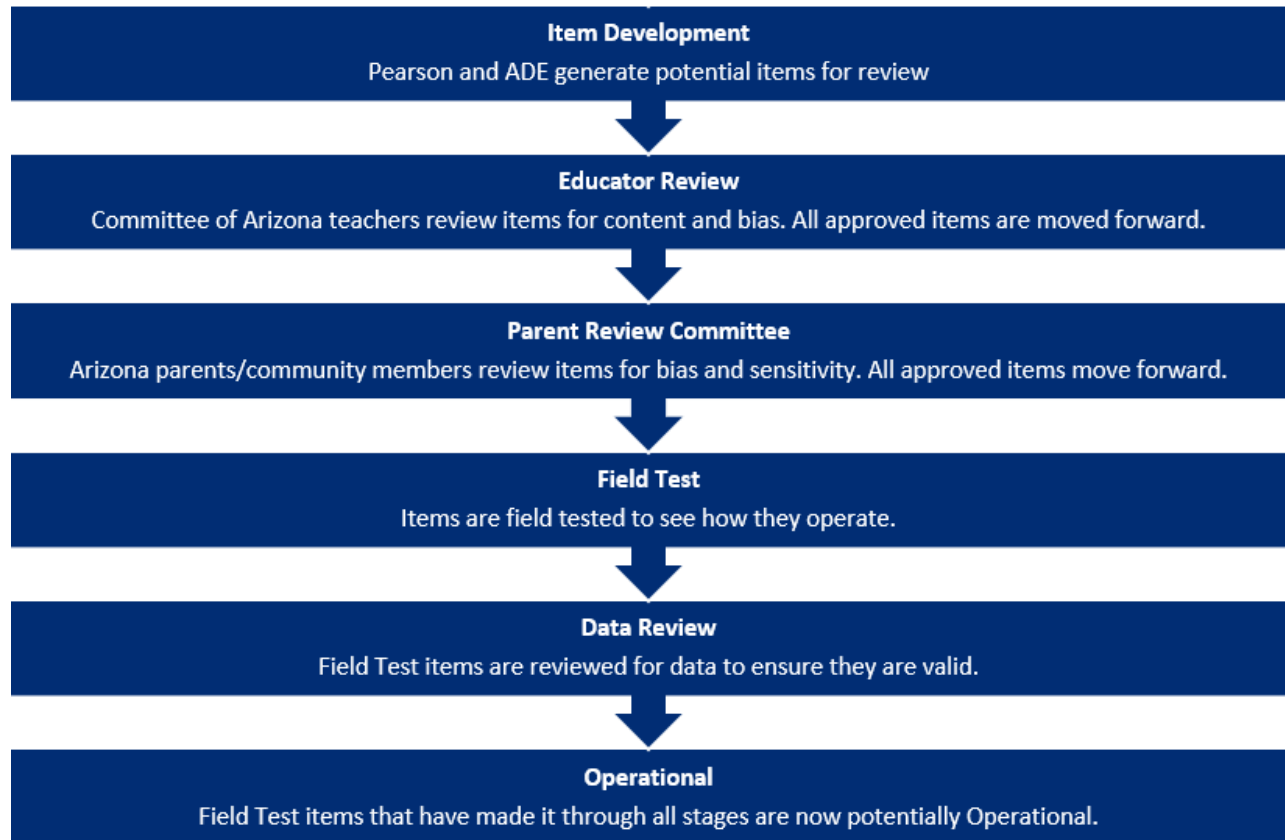 Item Development
Pearson and ADE generate potential items for review
Educator Review
Committee of Arizona teachers review items for content and bias. All approved items are moved forward.
Parent Review Committee
Arizona parents/community members review items for bias and sensitivity. All approved items move forward.
Field Test
Items are field tested to see how they operate.
Data Review
Field Test items are reviewed for data to ensure they are valid.
Operational
Field Test items that have made it through all stages are now potentially Operational.